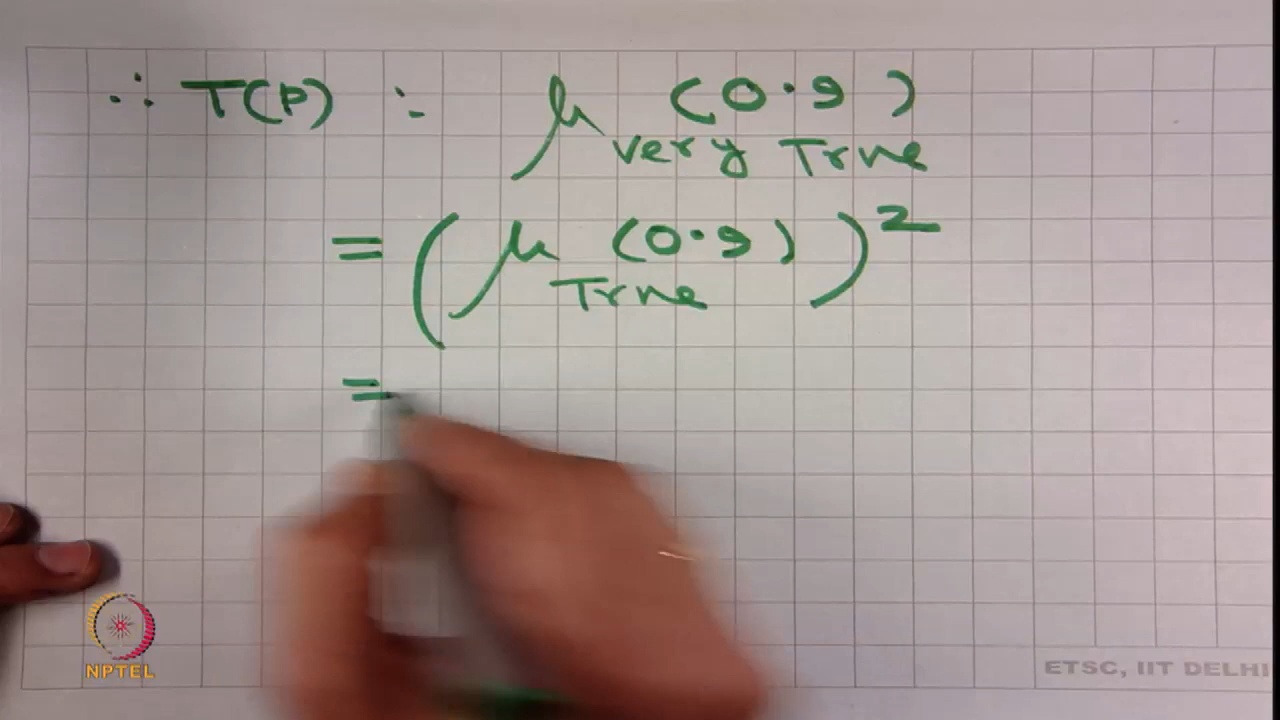 ∴ T(P) : μ very True (0.9)
= (μ True (0.9))²
=
NPTEL
ETSC, IIT DELHI